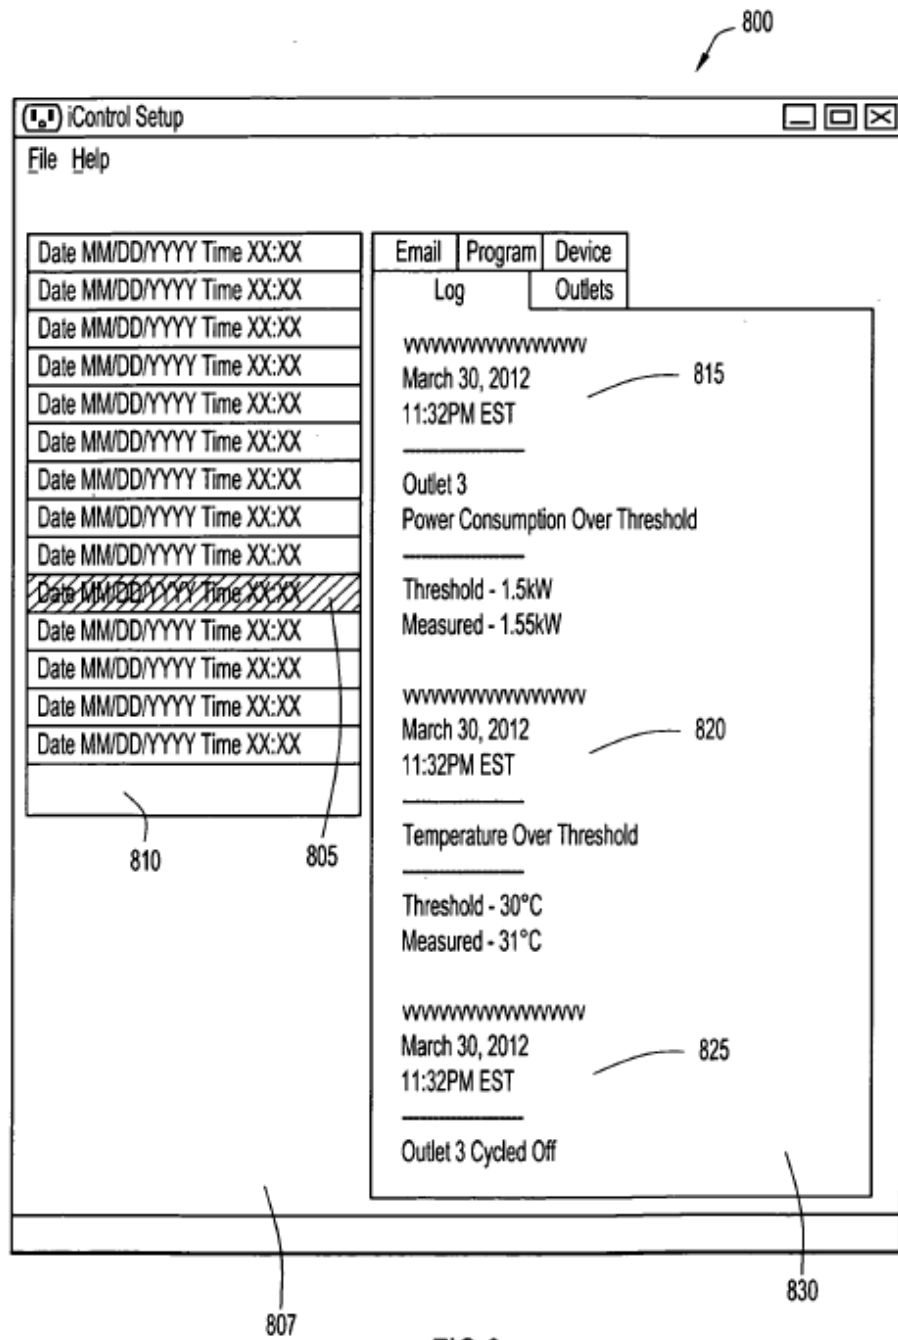 800
iControl Setup
File Help
Date MM/DD/YYYY Time XX:XX
Date MM/DD/YYYY Time XX:XX
Date MM/DD/YYYY Time XX:XX
Date MM/DD/YYYY Time XX:XX
Date MM/DD/YYYY Time XX:XX
Date MM/DD/YYYY Time XX:XX
Date MM/DD/YYYY Time XX:XX
Date MM/DD/YYYY Time XX:XX
Date MM/DD/YYYY Time XX:XX
Date MM/DD/YYYY Time XX:XX
Date MM/DD/YYYY Time XX:XX
Date MM/DD/YYYY Time XX:XX
Date MM/DD/YYYY Time XX:XX
Date MM/DD/YYYY Time XX:XX
810
805
Email Program Device
Log Outlets
vvvvvvvvvvvvvvvvvvv
March 30, 2012
11:32PM EST
815
--------------------
Outlet 3
Power Consumption Over Threshold
--------------------
Threshold - 1.5kW
Measured - 1.55kW
vvvvvvvvvvvvvvvvvvv
March 30, 2012
11:32PM EST
820
--------------------
Temperature Over Threshold
--------------------
Threshold - 30°C
Measured - 31°C
vvvvvvvvvvvvvvvvvvv
March 30, 2012
11:32PM EST
825
--------------------
Outlet 3 Cycled Off
830
807